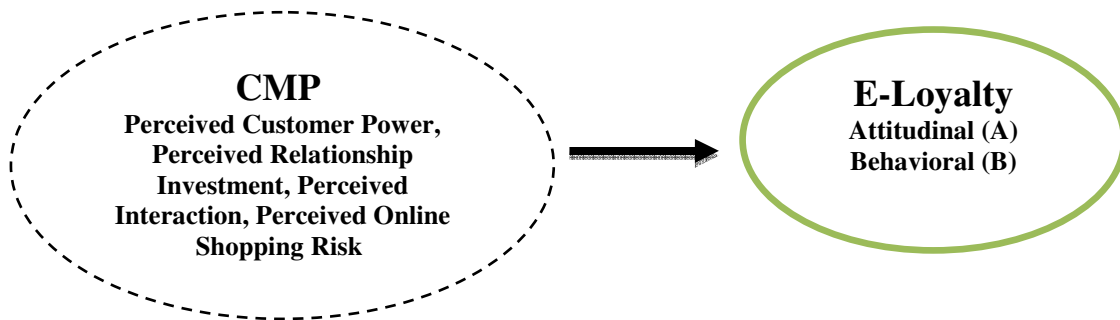 CMP
Perceived Customer Power,
Perceived Relationship
Investment, Perceived
Interaction, Perceived Online
Shopping Risk
E-Loyalty
Attitudinal (A)
Behavioral (B)